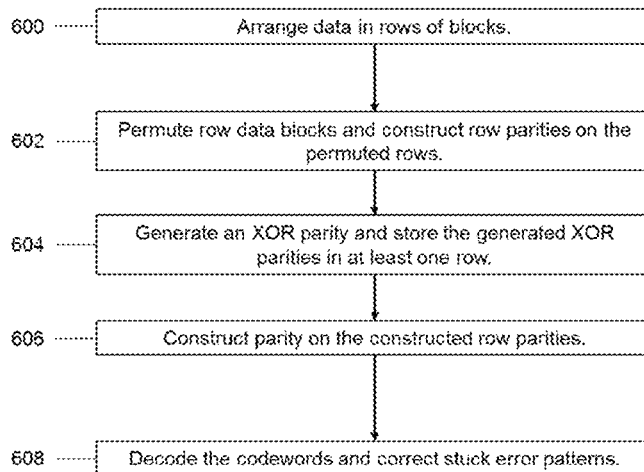 600 Arrange data in rows of blocks.
602 Permute row data blocks and construct row parities on the
permuted rows.
604 Generate an XOR parity and store the generated XOR
parities in at least one row.
606 Construct parity on the constructed row parities.
608 Decode the codewords and correct stuck error patterns.